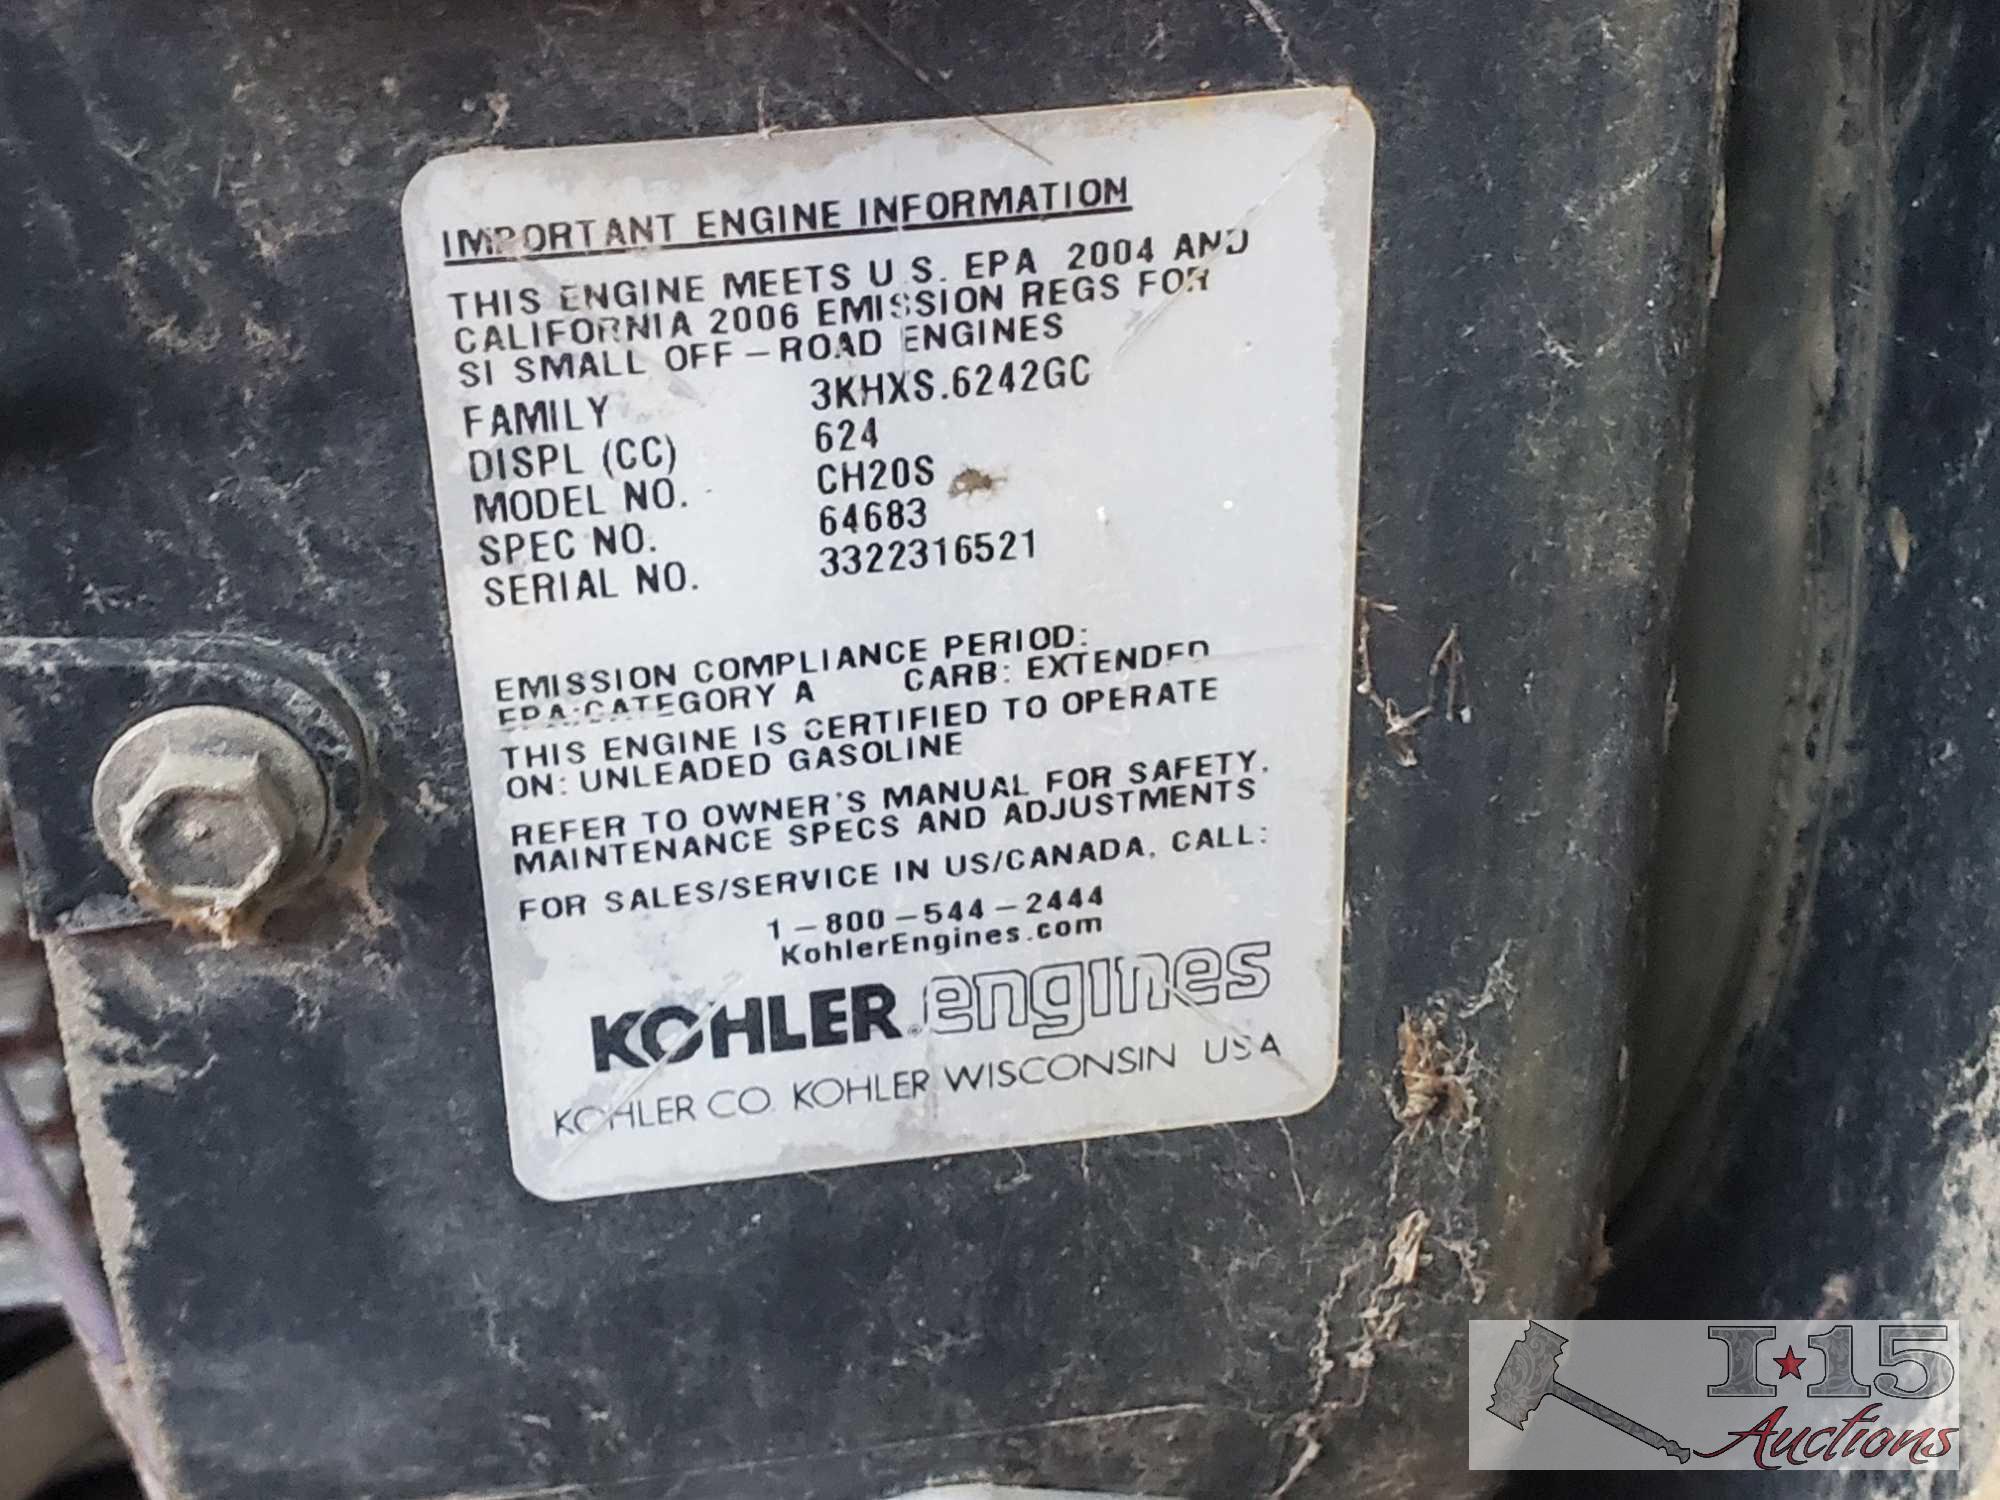 IMPORTANT ENGINE INFORMATION
THIS ENGINE MEETS U.S. EPA 2004 AND
CALIFORNIA 2006 EMISSION REGS FOR
SI SMALL OFF-ROAD ENGINES
FAMILY 3KHXS.6242GC
DISPL (CC) 624
MODEL NO. CH20S
SPEC NO. 64683
SERIAL NO. 3322316521
EMISSION COMPLIANCE PERIOD:
EPA:CATEGORY A CARB: EXTENDED
THIS ENGINE IS CERTIFIED TO OPERATE
ON: UNLEADED GASOLINE
REFER TO OWNER'S MANUAL FOR SAFETY,
MAINTENANCE SPECS AND ADJUSTMENTS
FOR SALES/SERVICE IN US/CANADA, CALL:
1-800-544-2444
KohlerEngines.com
KOHLER® engines
KOHLER CO. KOHLER WISCONSIN USA
I★15
Auctions